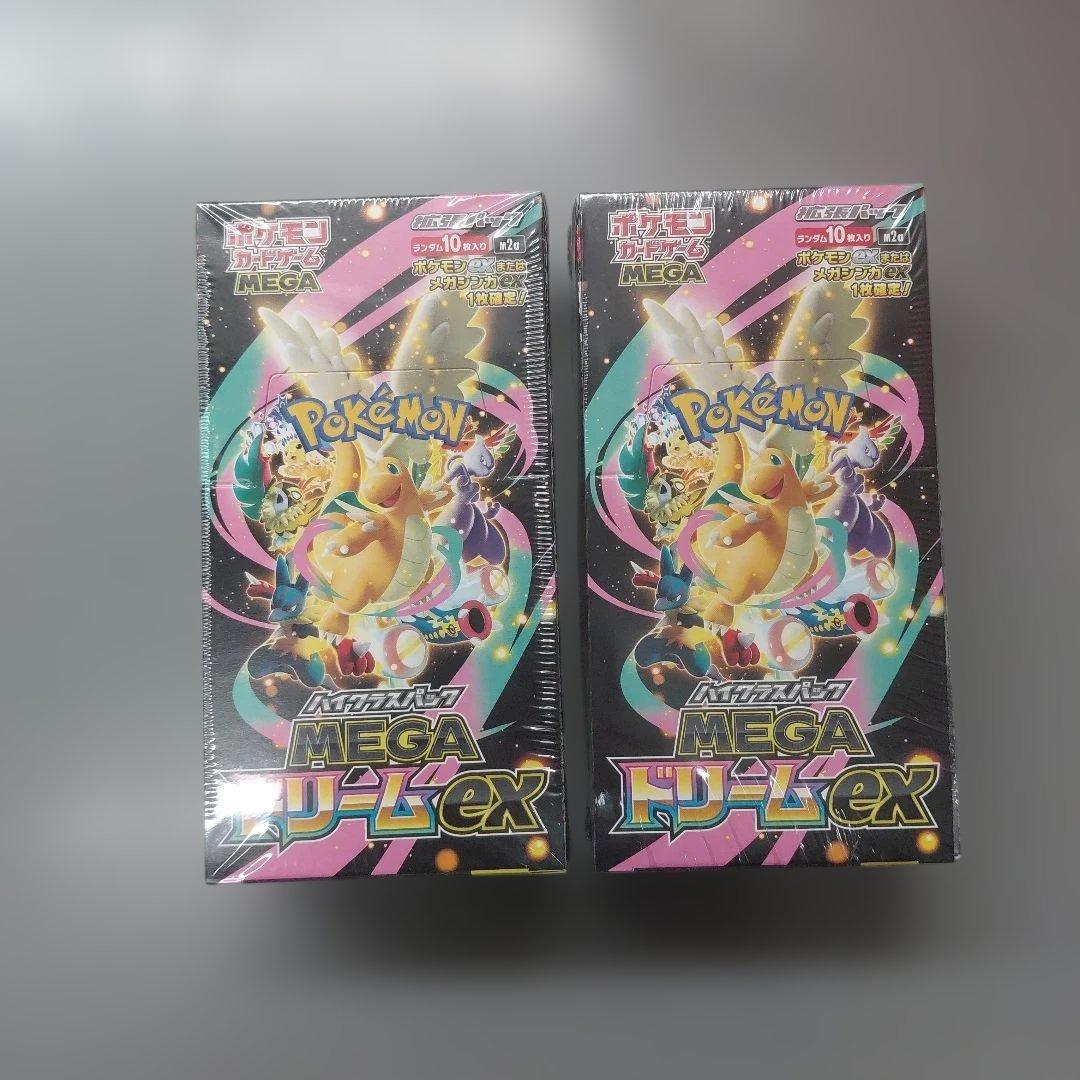 ポケモン
カードゲーム
MEGA
拡張パック
ランダム10枚入り
m2a
ポケモンexまたは
メガシンカex
1枚確定!
POKéMON
ハイクラスパック
MEGA
ドリームex
ポケモン
カードゲーム
MEGA
拡張パック
ランダム10枚入り
m2a
ポケモンexまたは
メガシンカex
1枚確定!
POKéMON
ハイクラスパック
MEGA
ドリームex